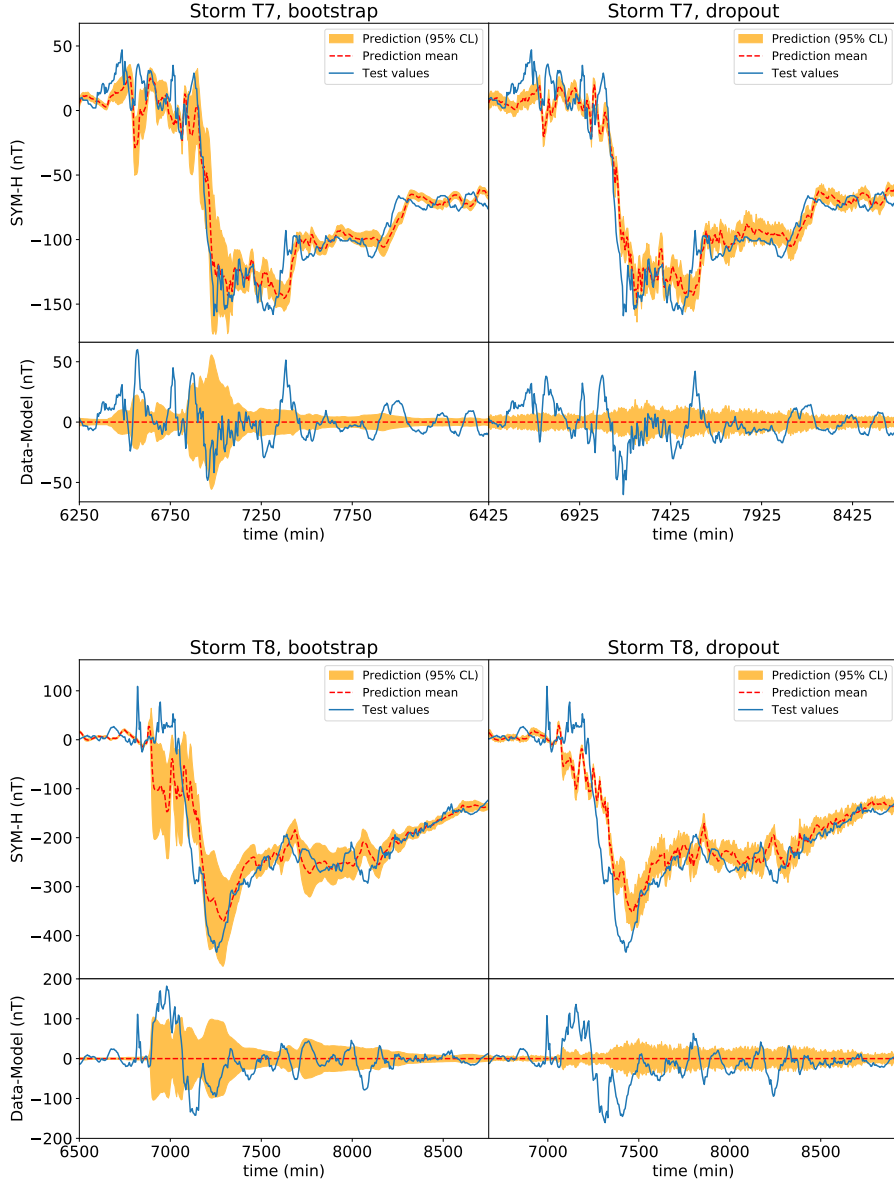 Storm T7, bootstrap
Storm T7, dropout
Prediction (95% CL)
Prediction mean
Test values
Prediction (95% CL)
Prediction mean
Test values
SYM-H (nT)
50
0
−50
−100
−150
Data-Model (nT)
50
0
−50
6250 6750 7250 7750 6425 6925 7425 7925 8425
time (min)
time (min)
Storm T8, bootstrap
Storm T8, dropout
Prediction (95% CL)
Prediction mean
Test values
Prediction (95% CL)
Prediction mean
Test values
SYM-H (nT)
100
0
−100
−200
−300
−400
Data-Model (nT)
200
100
0
−100
−200
6500 7000 7500 8000 8500 7000 7500 8000 8500
time (min)
time (min)